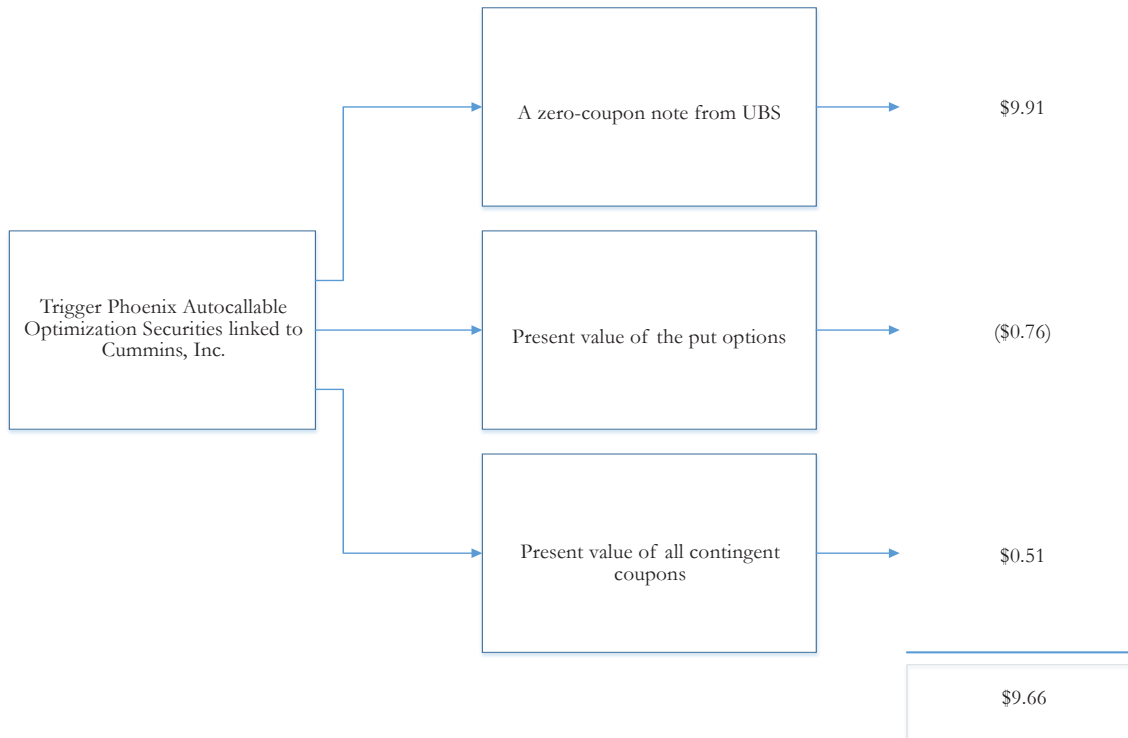 A zero-coupon note from UBS
$9.91
Trigger Phoenix Autocallable
Optimization Securities linked to
Cummins, Inc.
Present value of the put options
($0.76)
Present value of all contingent
coupons
$0.51
$9.66